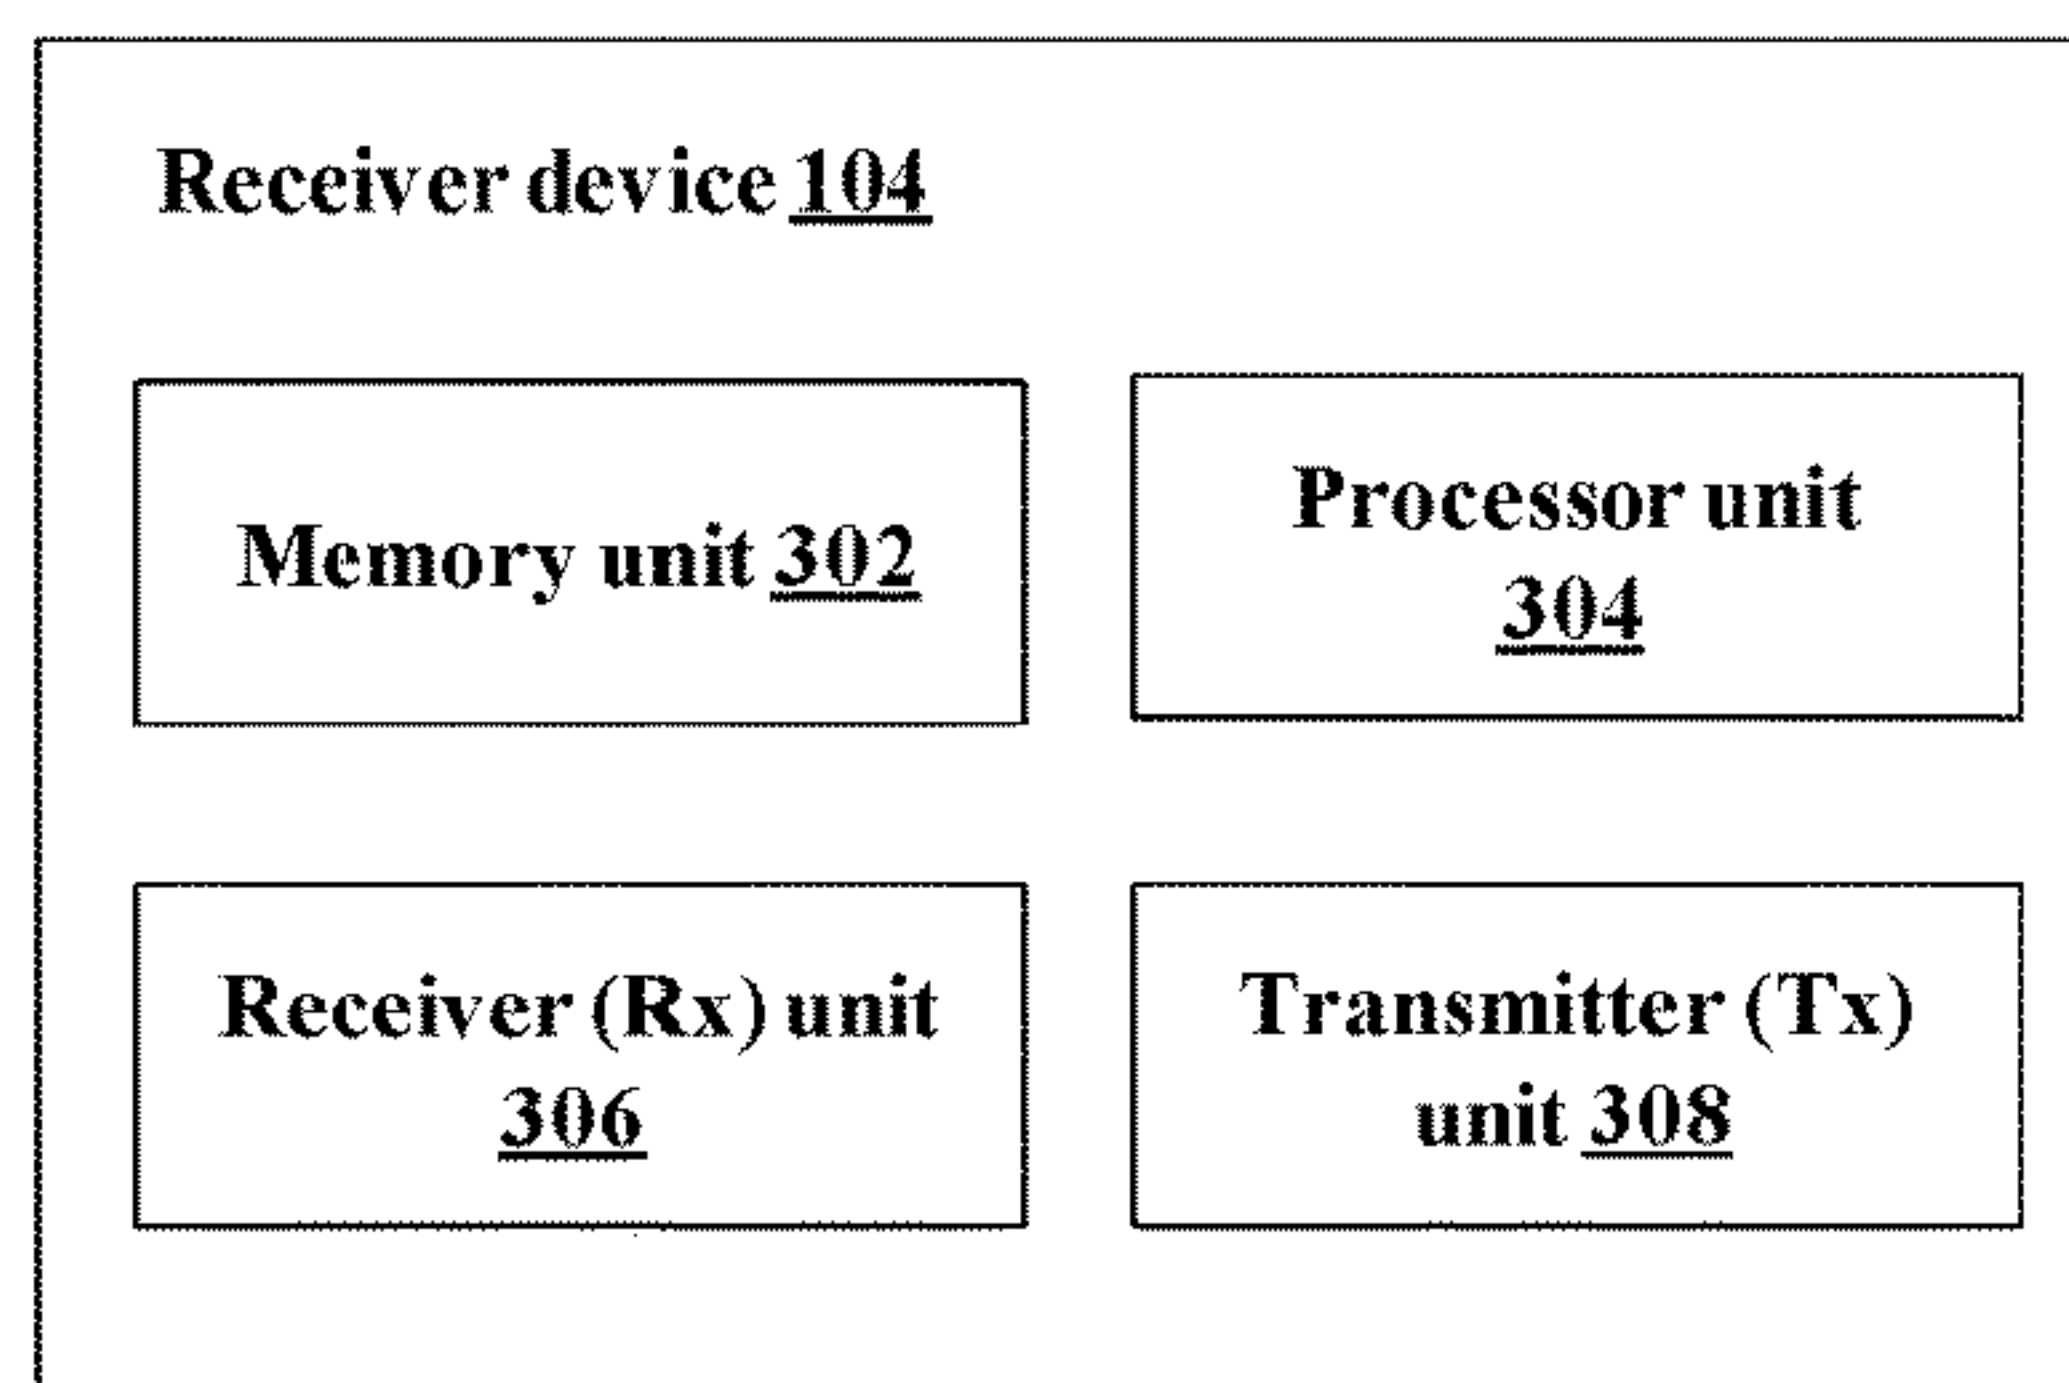 Receiver device 104
Memory unit 302
Processor unit
304
Receiver (Rx) unit
306
Transmitter (Tx)
unit 308